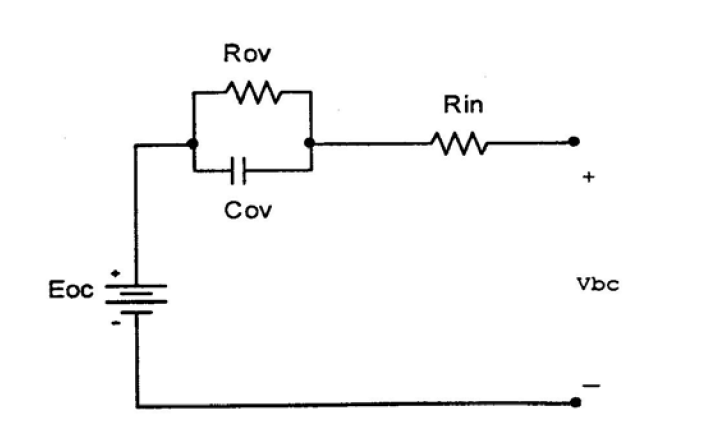 Rov
Rin
+
Cov
+
Eoc
Vbc
-
−